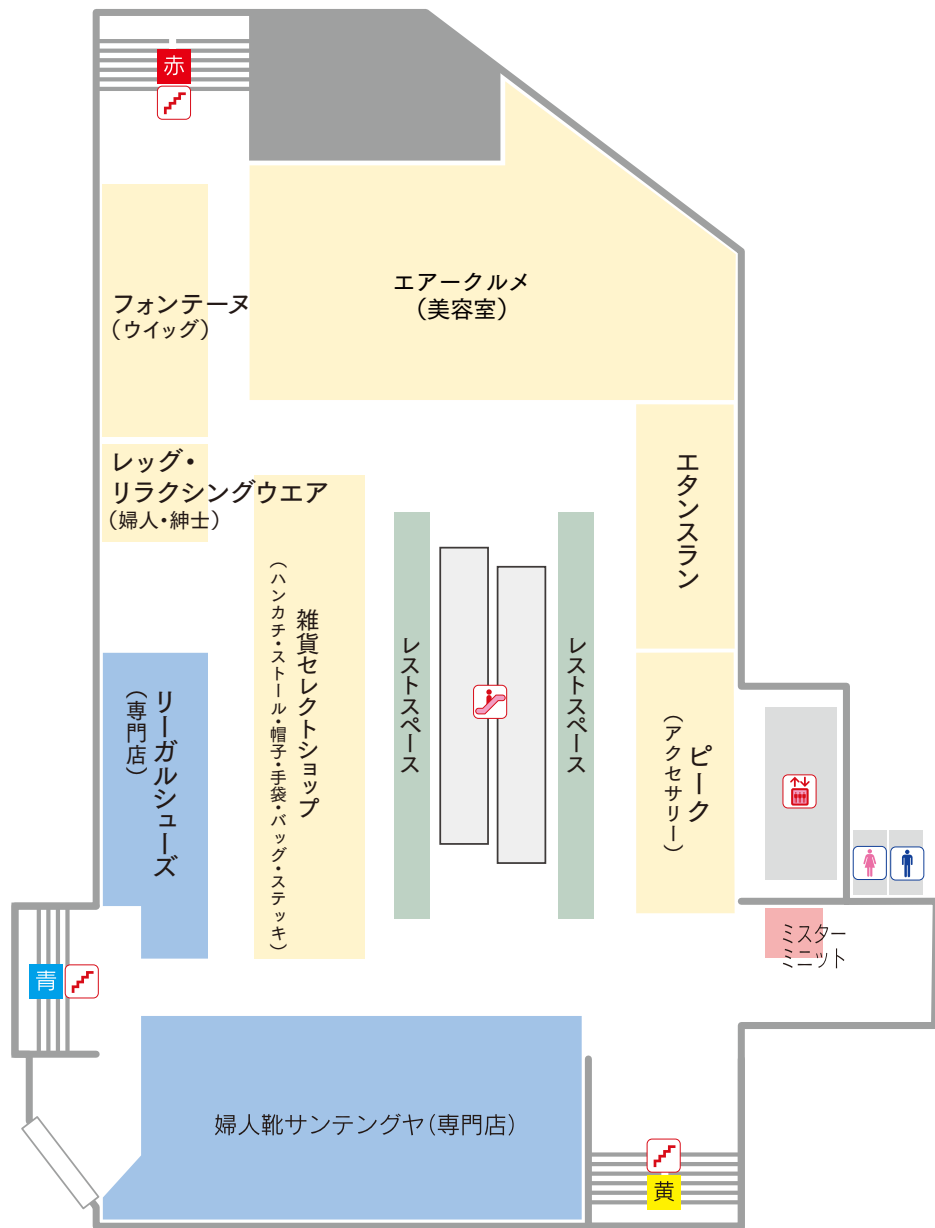 赤
エアークルメ
（美容室）
フォンテーヌ
（ウイッグ）
レッグ・
リラクシングウエア
（婦人・紳士）
エタンスラン
雑貨セレクトショップ
（ハンカチ・ストール・帽子・手袋・バッグ・ステッキ）
レストスペース
レストスペース
リーガルシューズ
（専門店）
ピーク
（アクセサリー）
ミスター
ミニット
青
婦人靴サンテングヤ（専門店）
黄